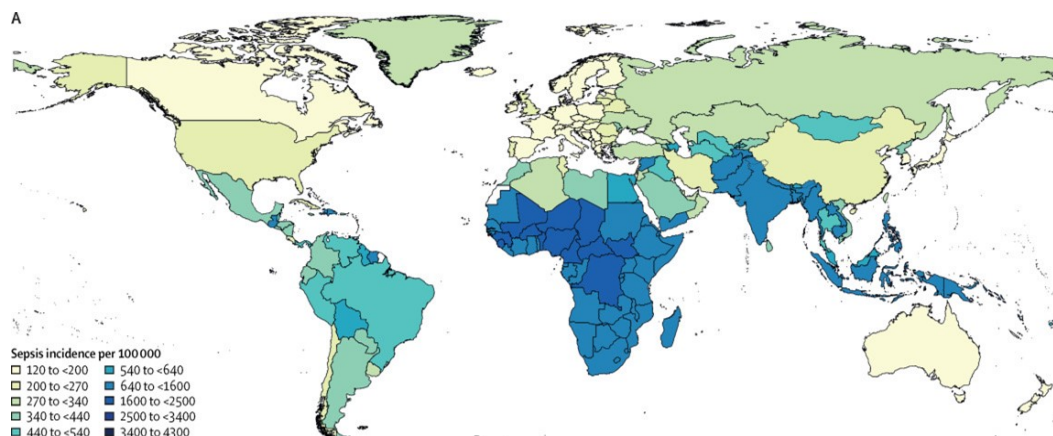 A
Sepsis incidence per 100 000
120 to <200
200 to <270
270 to <340
340 to <440
440 to <540
540 to <640
640 to <1600
1600 to <2500
2500 to <3400
3400 to 4300